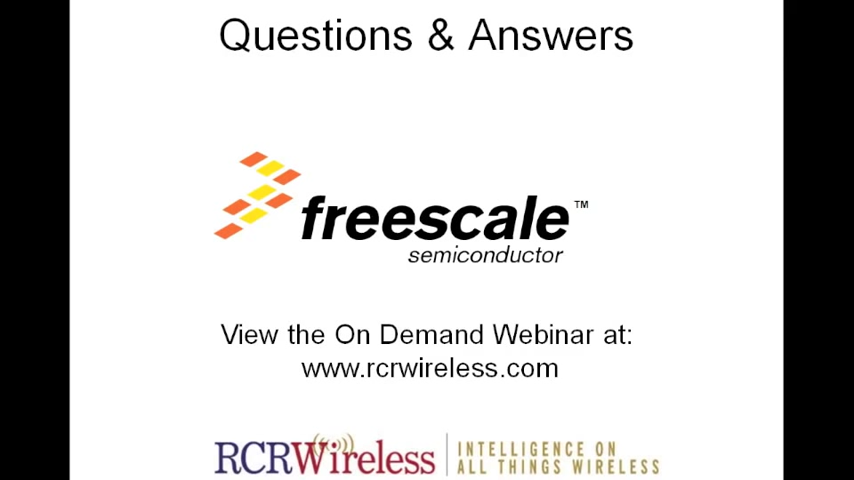 Questions & Answers
freescale™
semiconductor
View the On Demand Webinar at:
www.rcrwireless.com
RCRWireless | INTELLIGENCE ON
ALL THINGS WIRELESS